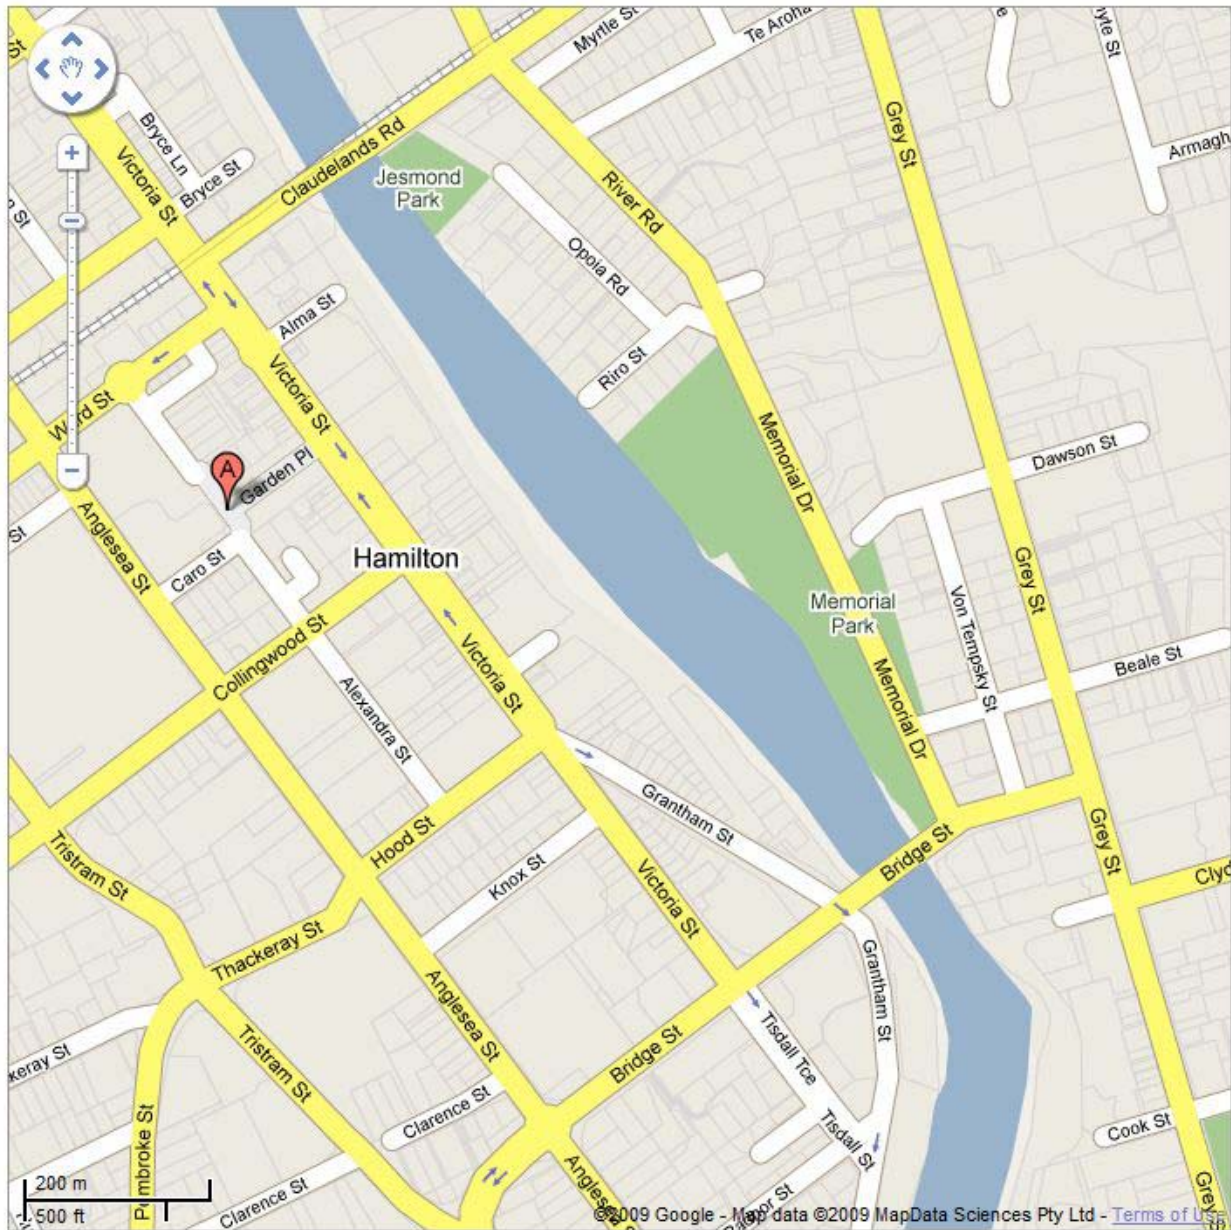 Myrtle St
Te Aroha
Grey St
Armagh
Bryce Ln
Victoria St
Bryce St
Claudelands Rd
Jesmond
Park
River Rd
Opoia Rd
Alma St
Riro St
Ward St
Victoria St
Memorial Dr
A
Garden Pl
Dawson St
St
Anglesea St
Caro St
Hamilton
Grey St
Von Tempsky St
Memorial
Park
Collingwood St
Victoria St
Alexandra St
Beale St
Memorial Dr
Grantham St
Hood St
Knox St
Bridge St
Grey St
Tristram St
Victoria St
Thackeray St
Grantham St
Anglesea St
Tristram St
Bridge St
Tisdall Tce
keray St
Clarence St
Tisdall St
Cook St
Pembroke St
Clarence St
Grey
200 m
500 ft
©2009 Google - Map data ©2009 MapData Sciences Pty Ltd - Terms of Use